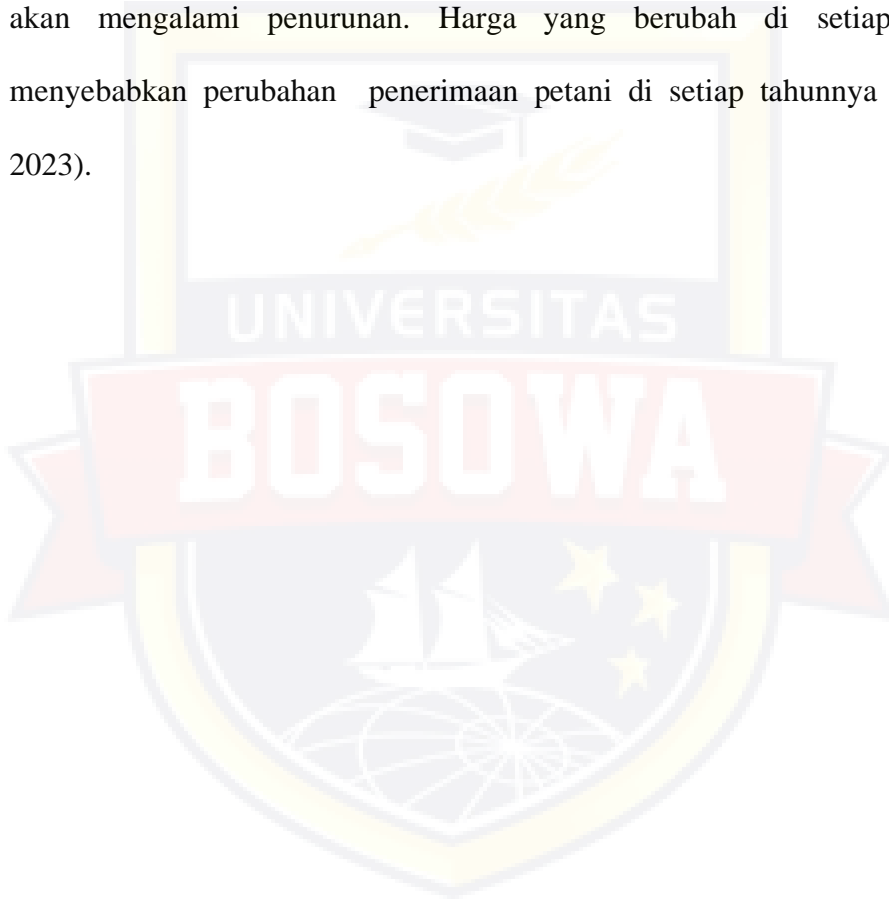 akan mengalami penurunan. Harga yang berubah di setiap
menyebabkan perubahan penerimaan petani di setiap tahunnya
2023).
UNIVERSITAS
BOSOWA